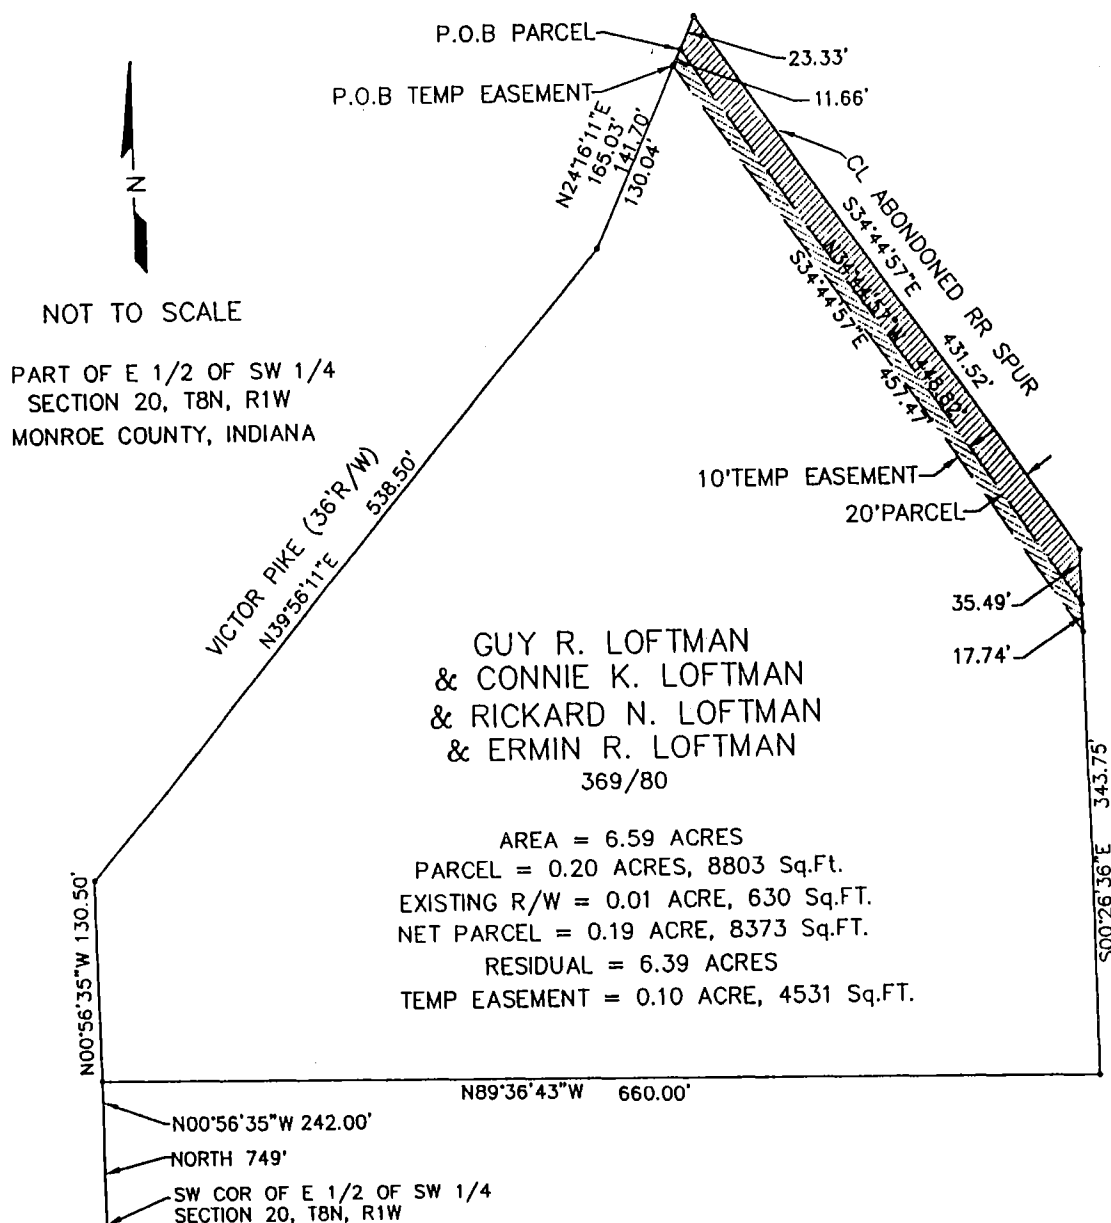 P.O.B PARCEL
23.33'
P.O.B TEMP EASEMENT
11.66'
N24°16'11"E
165.03'
141.70'
130.04'
N
CL ABONDONED RR SPUR
S34°44'57"E
431.52'
N34°44'57"W 448.82'
S34°44'57"E
457.47'
NOT TO SCALE
PART OF E 1/2 OF SW 1/4
SECTION 20, T8N, R1W
MONROE COUNTY, INDIANA
VICTOR PIKE (36'R/W)
N39°56'11"E
538.50'
10'TEMP EASEMENT
20'PARCEL
35.49'
17.74'
GUY R. LOFTMAN
& CONNIE K. LOFTMAN
& RICKARD N. LOFTMAN
& ERMIN R. LOFTMAN
369/80
AREA = 6.59 ACRES
PARCEL = 0.20 ACRES, 8803 Sq.Ft.
EXISTING R/W = 0.01 ACRE, 630 Sq.FT.
NET PARCEL = 0.19 ACRE, 8373 Sq.FT.
RESIDUAL = 6.39 ACRES
TEMP EASEMENT = 0.10 ACRE, 4531 Sq.FT.
S00°26'36"E 343.75'
N00°56'35"W 130.50'
N89°36'43"W 660.00'
N00°56'35"W 242.00'
NORTH 749'
SW COR OF E 1/2 OF SW 1/4
SECTION 20, T8N, R1W